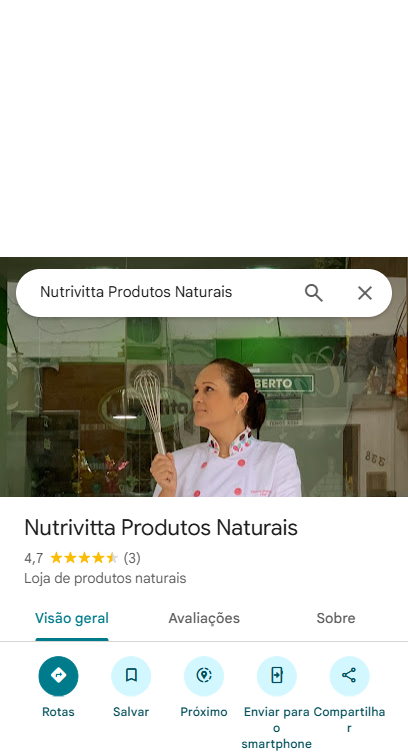 Nutrivitta Produtos Naturais
BERTO
Nutrivitta Produtos Naturais
4,7 (3)
Loja de produtos naturais
Visão geral Avaliações Sobre
Rotas Salvar Próximo Enviar para o smartphone Compartilhar